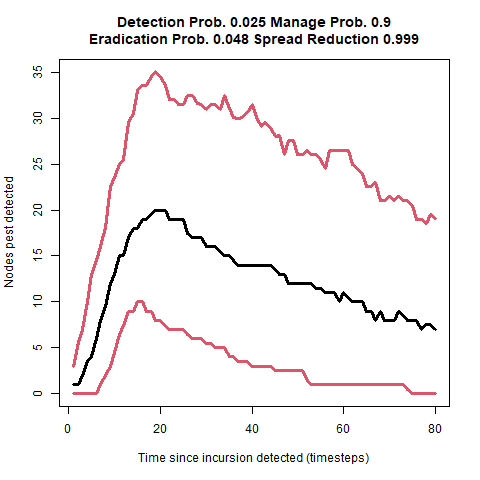 Detection Prob. 0.025 Manage Prob. 0.9
Eradication Prob. 0.048 Spread Reduction 0.999
35
30
25
20
15
10
5
0
Nodes pest detected
0 20 40 60 80
Time since incursion detected (timesteps)